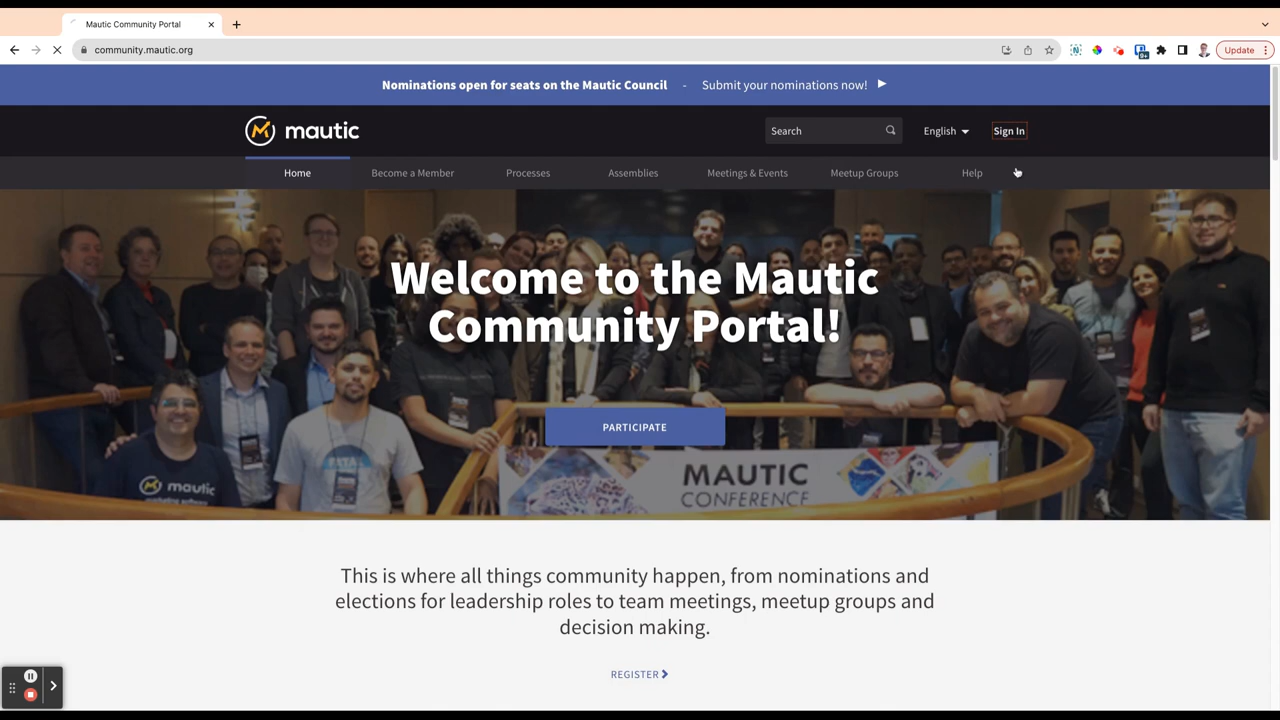 Mautic Community Portal
community.mautic.org
Update
Nominations open for seats on the Mautic Council - Submit your nominations now!
mautic
Search
English
Sign In
Home
Become a Member
Processes
Assemblies
Meetings & Events
Meetup Groups
Help
Welcome to the Mautic
Community Portal!
PARTICIPATE
mautic
MAUTIC
CONFERENCE
This is where all things community happen, from nominations and
elections for leadership roles to team meetings, meetup groups and
decision making.
REGISTER